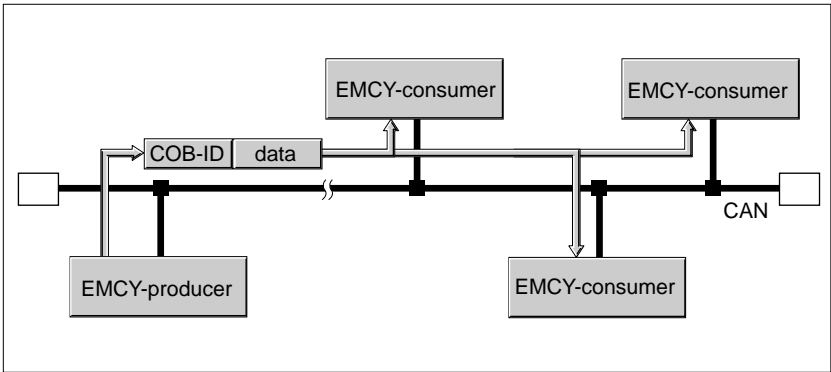 EMCY-consumer
EMCY-consumer
COB-ID
data
CAN
EMCY-producer
EMCY-consumer